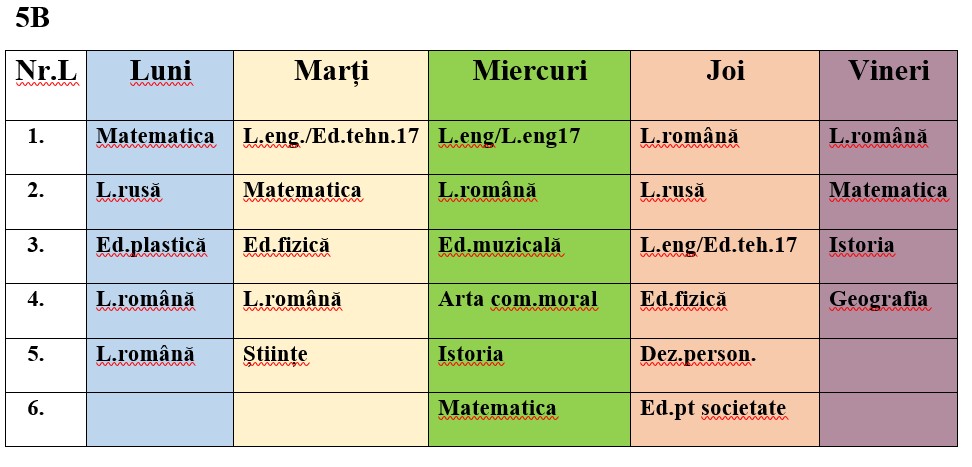 5B
Nr.L Luni Marți Miercuri Joi Vineri
1. Matematica L.eng./Ed.tehn.17 L.eng/L.eng17 L.română L.română
2. L.rusă Matematica L.română L.rusă Matematica
3. Ed.plastică Ed.fizică Ed.muzicală L.eng/Ed.teh.17 Istoria
4. L.română L.română Arta com.moral Ed.fizică Geografia
5. L.română Științe Istoria Dez.person.
6. Matematica Ed.pt societate